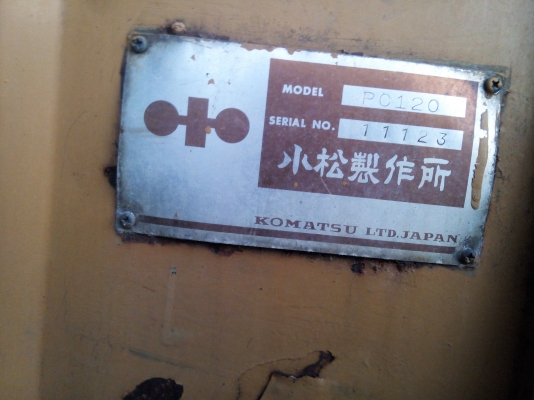 MODEL PC120
SERIAL NO. 11123
小松製作所
KOMATSU LTD.JAPAN